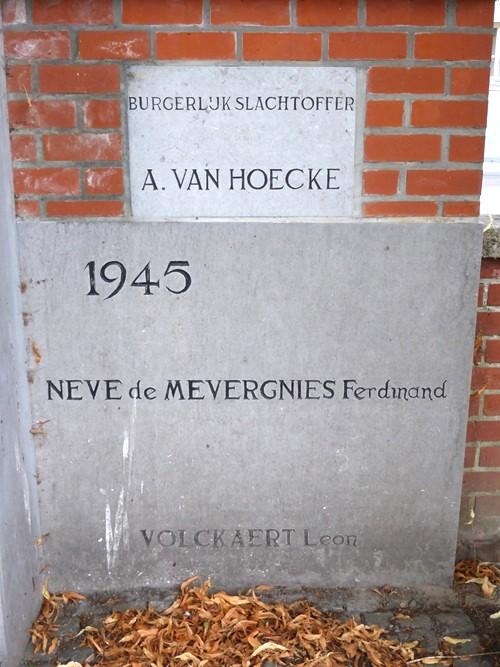 BURGERLIJK SLACHTOFFER
A. VAN HOECKE
1945
NEVE de MEVERGNIES Ferdinand
VOLCKAERT Leon